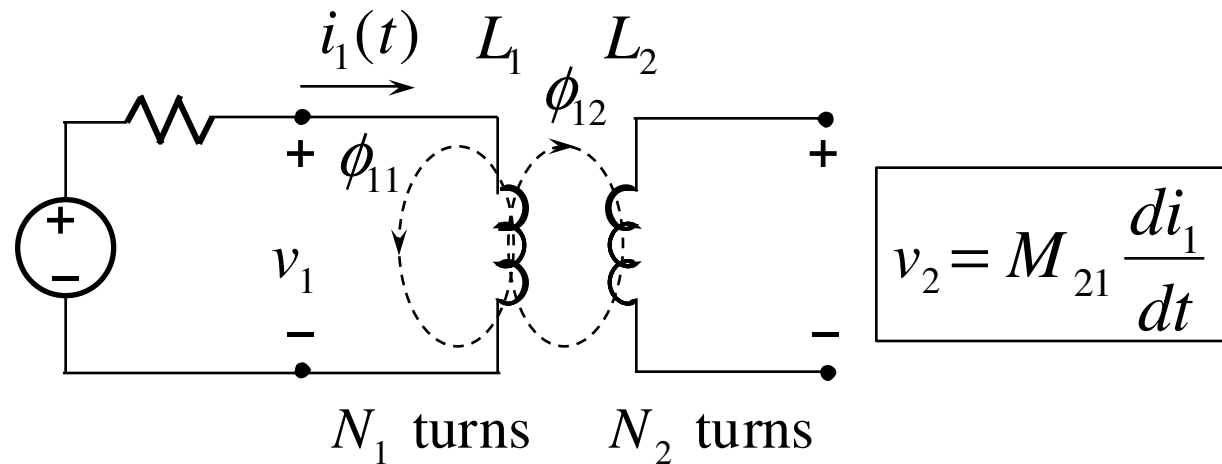 i₁(t) L₁ L₂
ϕ₁₂
+ ϕ₁₁ +
+
−
v₁
v₂ = M₂₁ di₁/dt
− −
N₁ turns N₂ turns